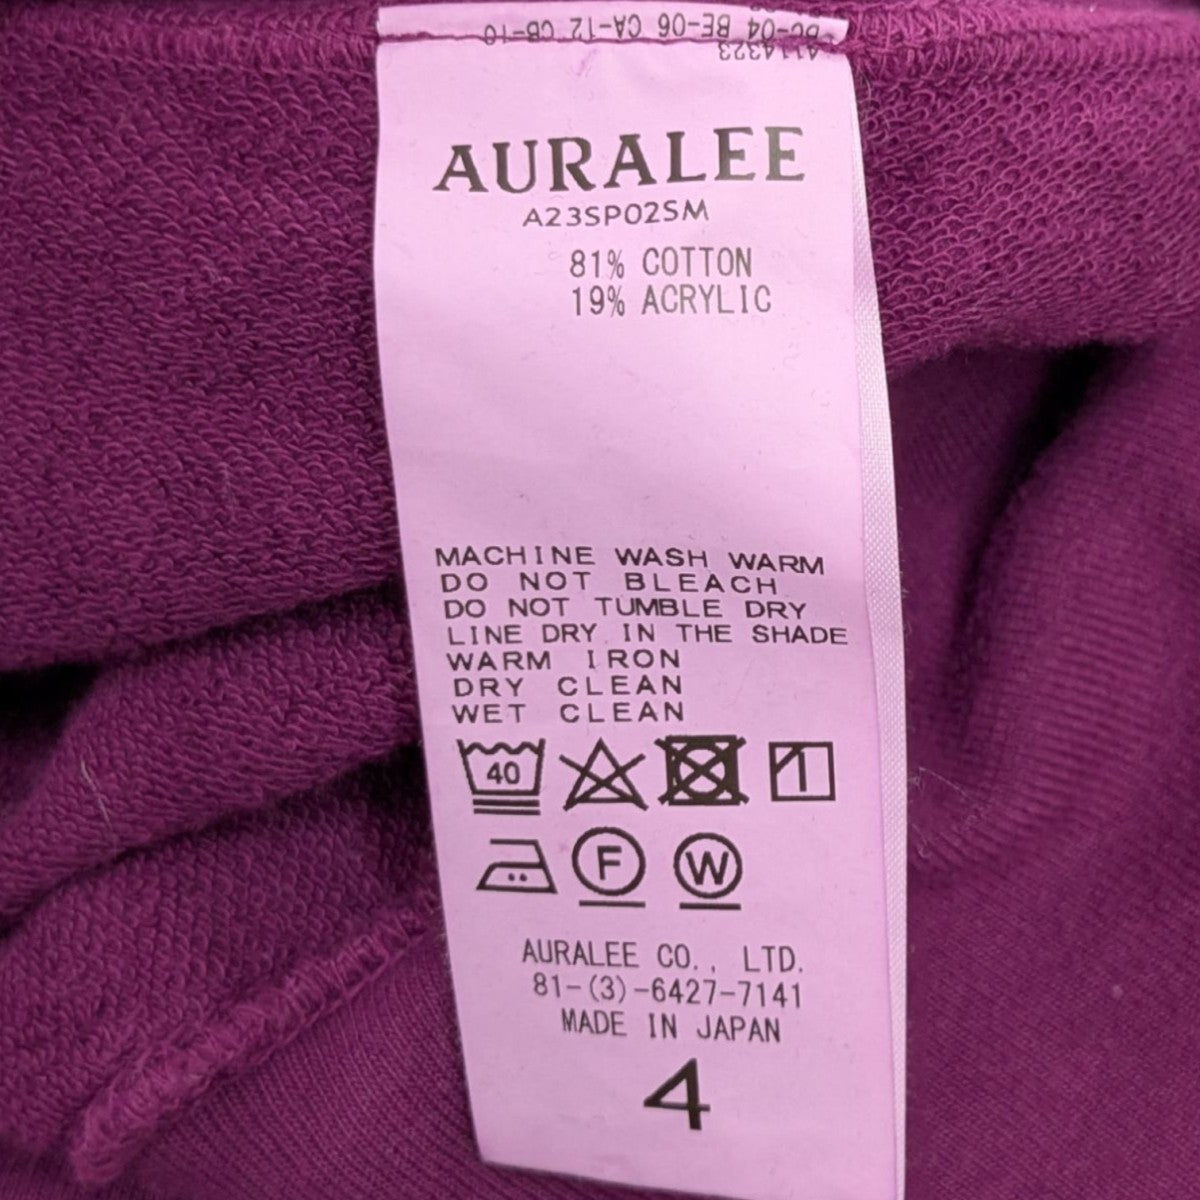 4114323
BE-06 CA-12 CB-10
AURALEE
A23SP02SM
81% COTTON
19% ACRYLIC
MACHINE WASH WARM
DO NOT BLEACH
DO NOT TUMBLE DRY
LINE DRY IN THE SHADE
WARM IRON
DRY CLEAN
WET CLEAN
40
F W
AURALEE CO., LTD.
81-(3)-6427-7141
MADE IN JAPAN
4